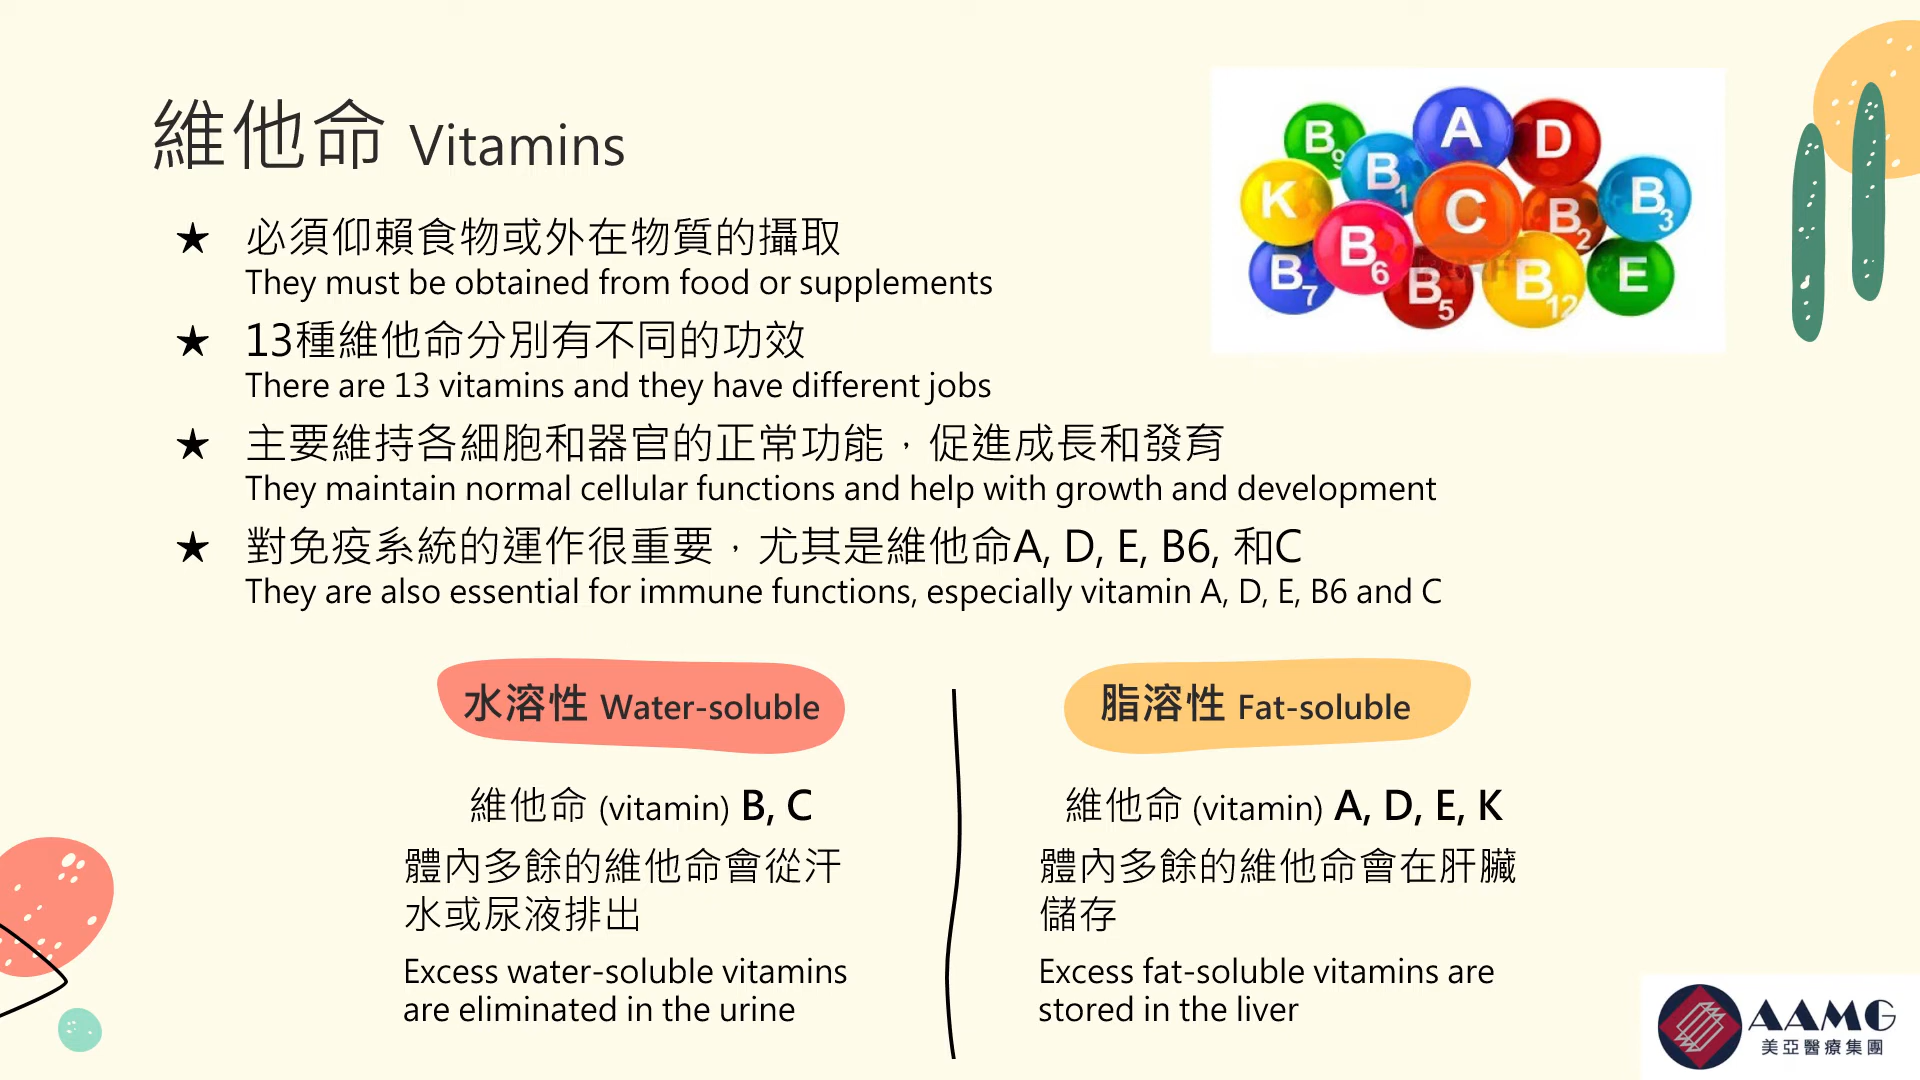 維他命 Vitamins
★ 必須仰賴食物或外在物質的攝取
They must be obtained from food or supplements
★ 13種維他命分別有不同的功效
There are 13 vitamins and they have different jobs
★ 主要維持各細胞和器官的正常功能，促進成長和發育
They maintain normal cellular functions and help with growth and development
★ 對免疫系統的運作很重要，尤其是維他命A, D, E, B6, 和C
They are also essential for immune functions, especially vitamin A, D, E, B6 and C
B9 B1 A D
K B6 C B2 B3
B7 B5 B12 E
水溶性 Water-soluble
維他命 (vitamin) B, C
體內多餘的維他命會從汗
水或尿液排出
Excess water-soluble vitamins
are eliminated in the urine
脂溶性 Fat-soluble
維他命 (vitamin) A, D, E, K
體內多餘的維他命會在肝臟
儲存
Excess fat-soluble vitamins are
stored in the liver
AAMG
美亞醫療集團